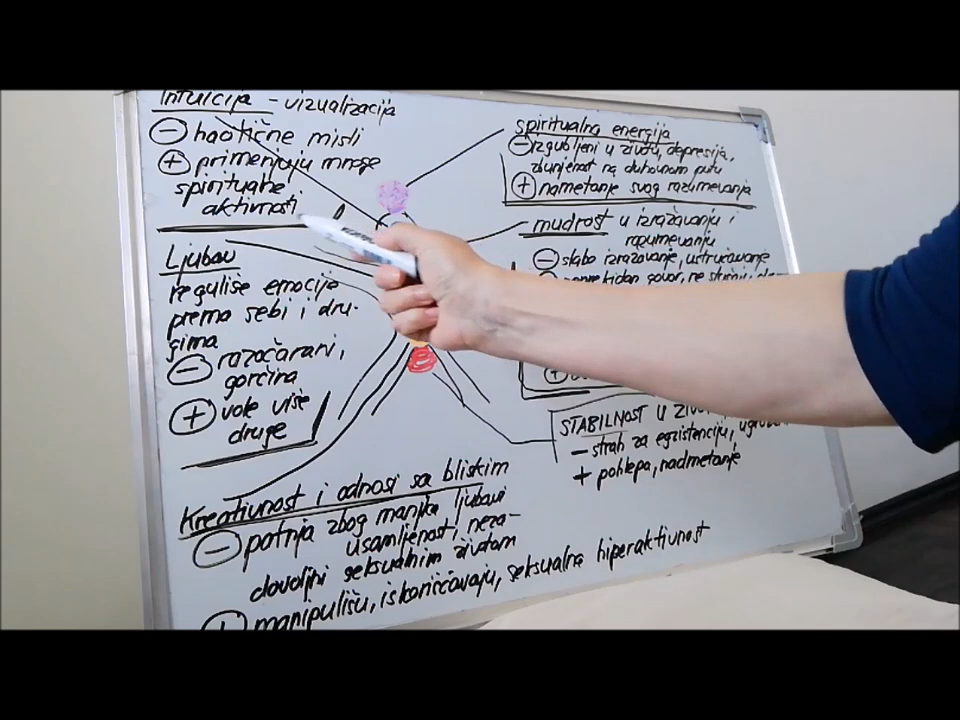 Intuicija - vizualizacija
⊖ haotične misli
⊕ primenjuju mnoge
spiritualne
aktivnosti
Ljubav
reguliše emocije
prema sebi i dru-
gima
⊖ razočarani,
gorčina
⊕ vole više
druge
Kreativnost i odnosi sa bliskim
⊖ patnja zbog manjka ljubavi
usamljenost, neza-
dovoljni seksualnim životom
⊕ manipulišu, iskorišćavaju, seksualna hiperaktivnost
spiritualna energija
⊖ izgubljeni u životu, depresija,
zbunjenost na duhovnom putu
⊕ nametanje svog razumevanja
mudrost u izražavanju i
razumevanju
⊖ slabo izražavanje, ustručavanje
govor, ne
STABILNOST u
- strah za egzistenciju,
+ pohlepa, nadmetanje